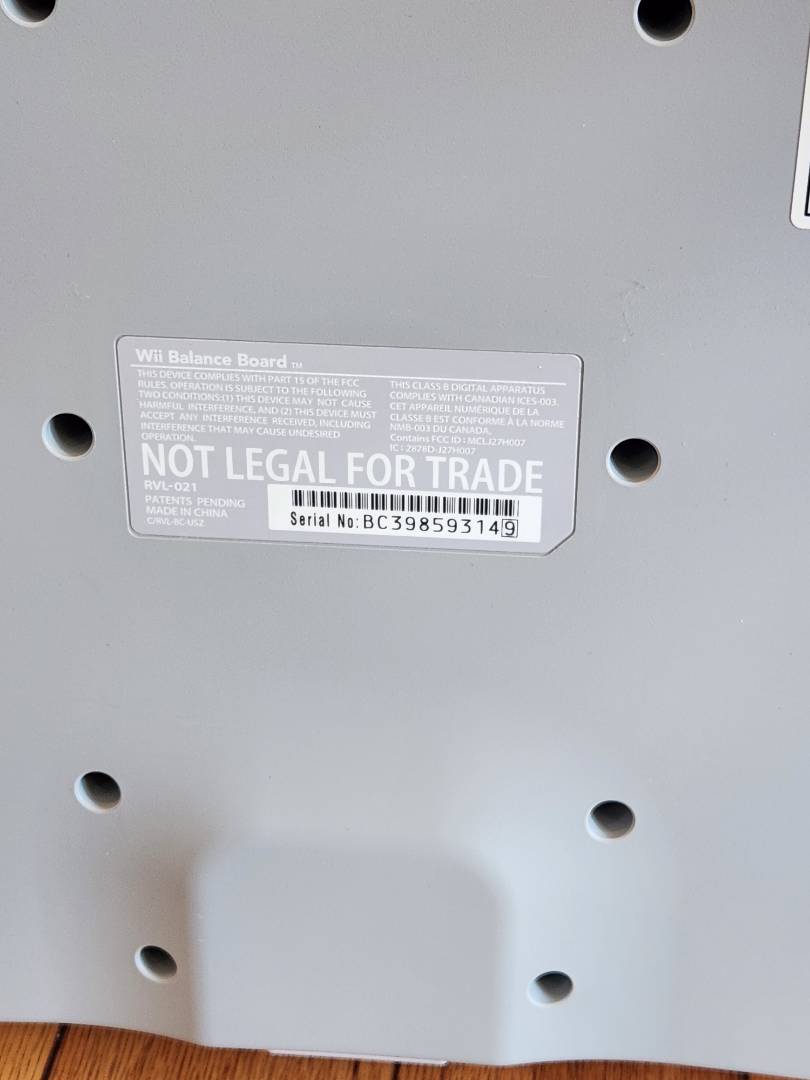 Wii Balance Board TM
THIS DEVICE COMPLIES WITH PART 15 OF THE FCC
RULES. OPERATION IS SUBJECT TO THE FOLLOWING
TWO CONDITIONS:(1) THIS DEVICE MAY NOT CAUSE
HARMFUL INTERFERENCE, AND (2) THIS DEVICE MUST
ACCEPT ANY INTERFERENCE RECEIVED, INCLUDING
INTERFERENCE THAT MAY CAUSE UNDESIRED
OPERATION.
THIS CLASS B DIGITAL APPARATUS
COMPLIES WITH CANADIAN ICES-003.
CET APPAREIL NUMÉRIQUE DE LA
CLASSE B EST CONFORME À LA NORME
NMB-003 DU CANADA.
Contains FCC ID : MCLJ27H007
IC : 2878D-J27H007
NOT LEGAL FOR TRADE
RVL-021
PATENTS PENDING
MADE IN CHINA
C/RVL-BC-USZ
Serial No:BC398593149